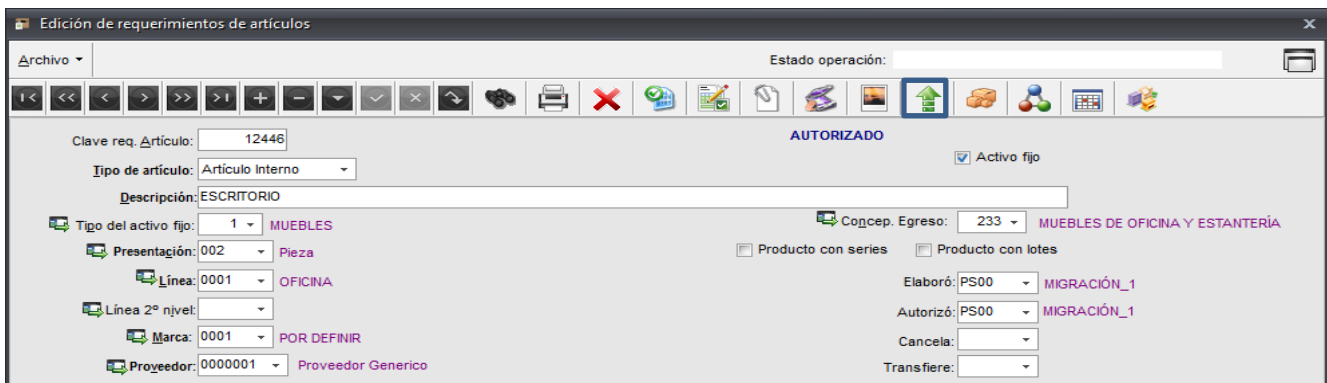 Edición de requerimientos de artículos
Archivo
Estado operación:
Clave req. Artículo: 12446
AUTORIZADO
Activo fijo
Tipo de artículo: Artículo Interno
Descripción: ESCRITORIO
Tipo del activo fijo: 1 MUEBLES
Concep. Egreso: 233 MUEBLES DE OFICINA Y ESTANTERÍA
Presentación: 002 Pieza
Producto con series
Producto con lotes
Línea: 0001 OFICINA
Elaboró: PS00 MIGRACIÓN_1
Línea 2º nivel:
Autorizó: PS00 MIGRACIÓN_1
Marca: 0001 POR DEFINIR
Cancela:
Proveedor: 0000001 Proveedor Generico
Transfiere: